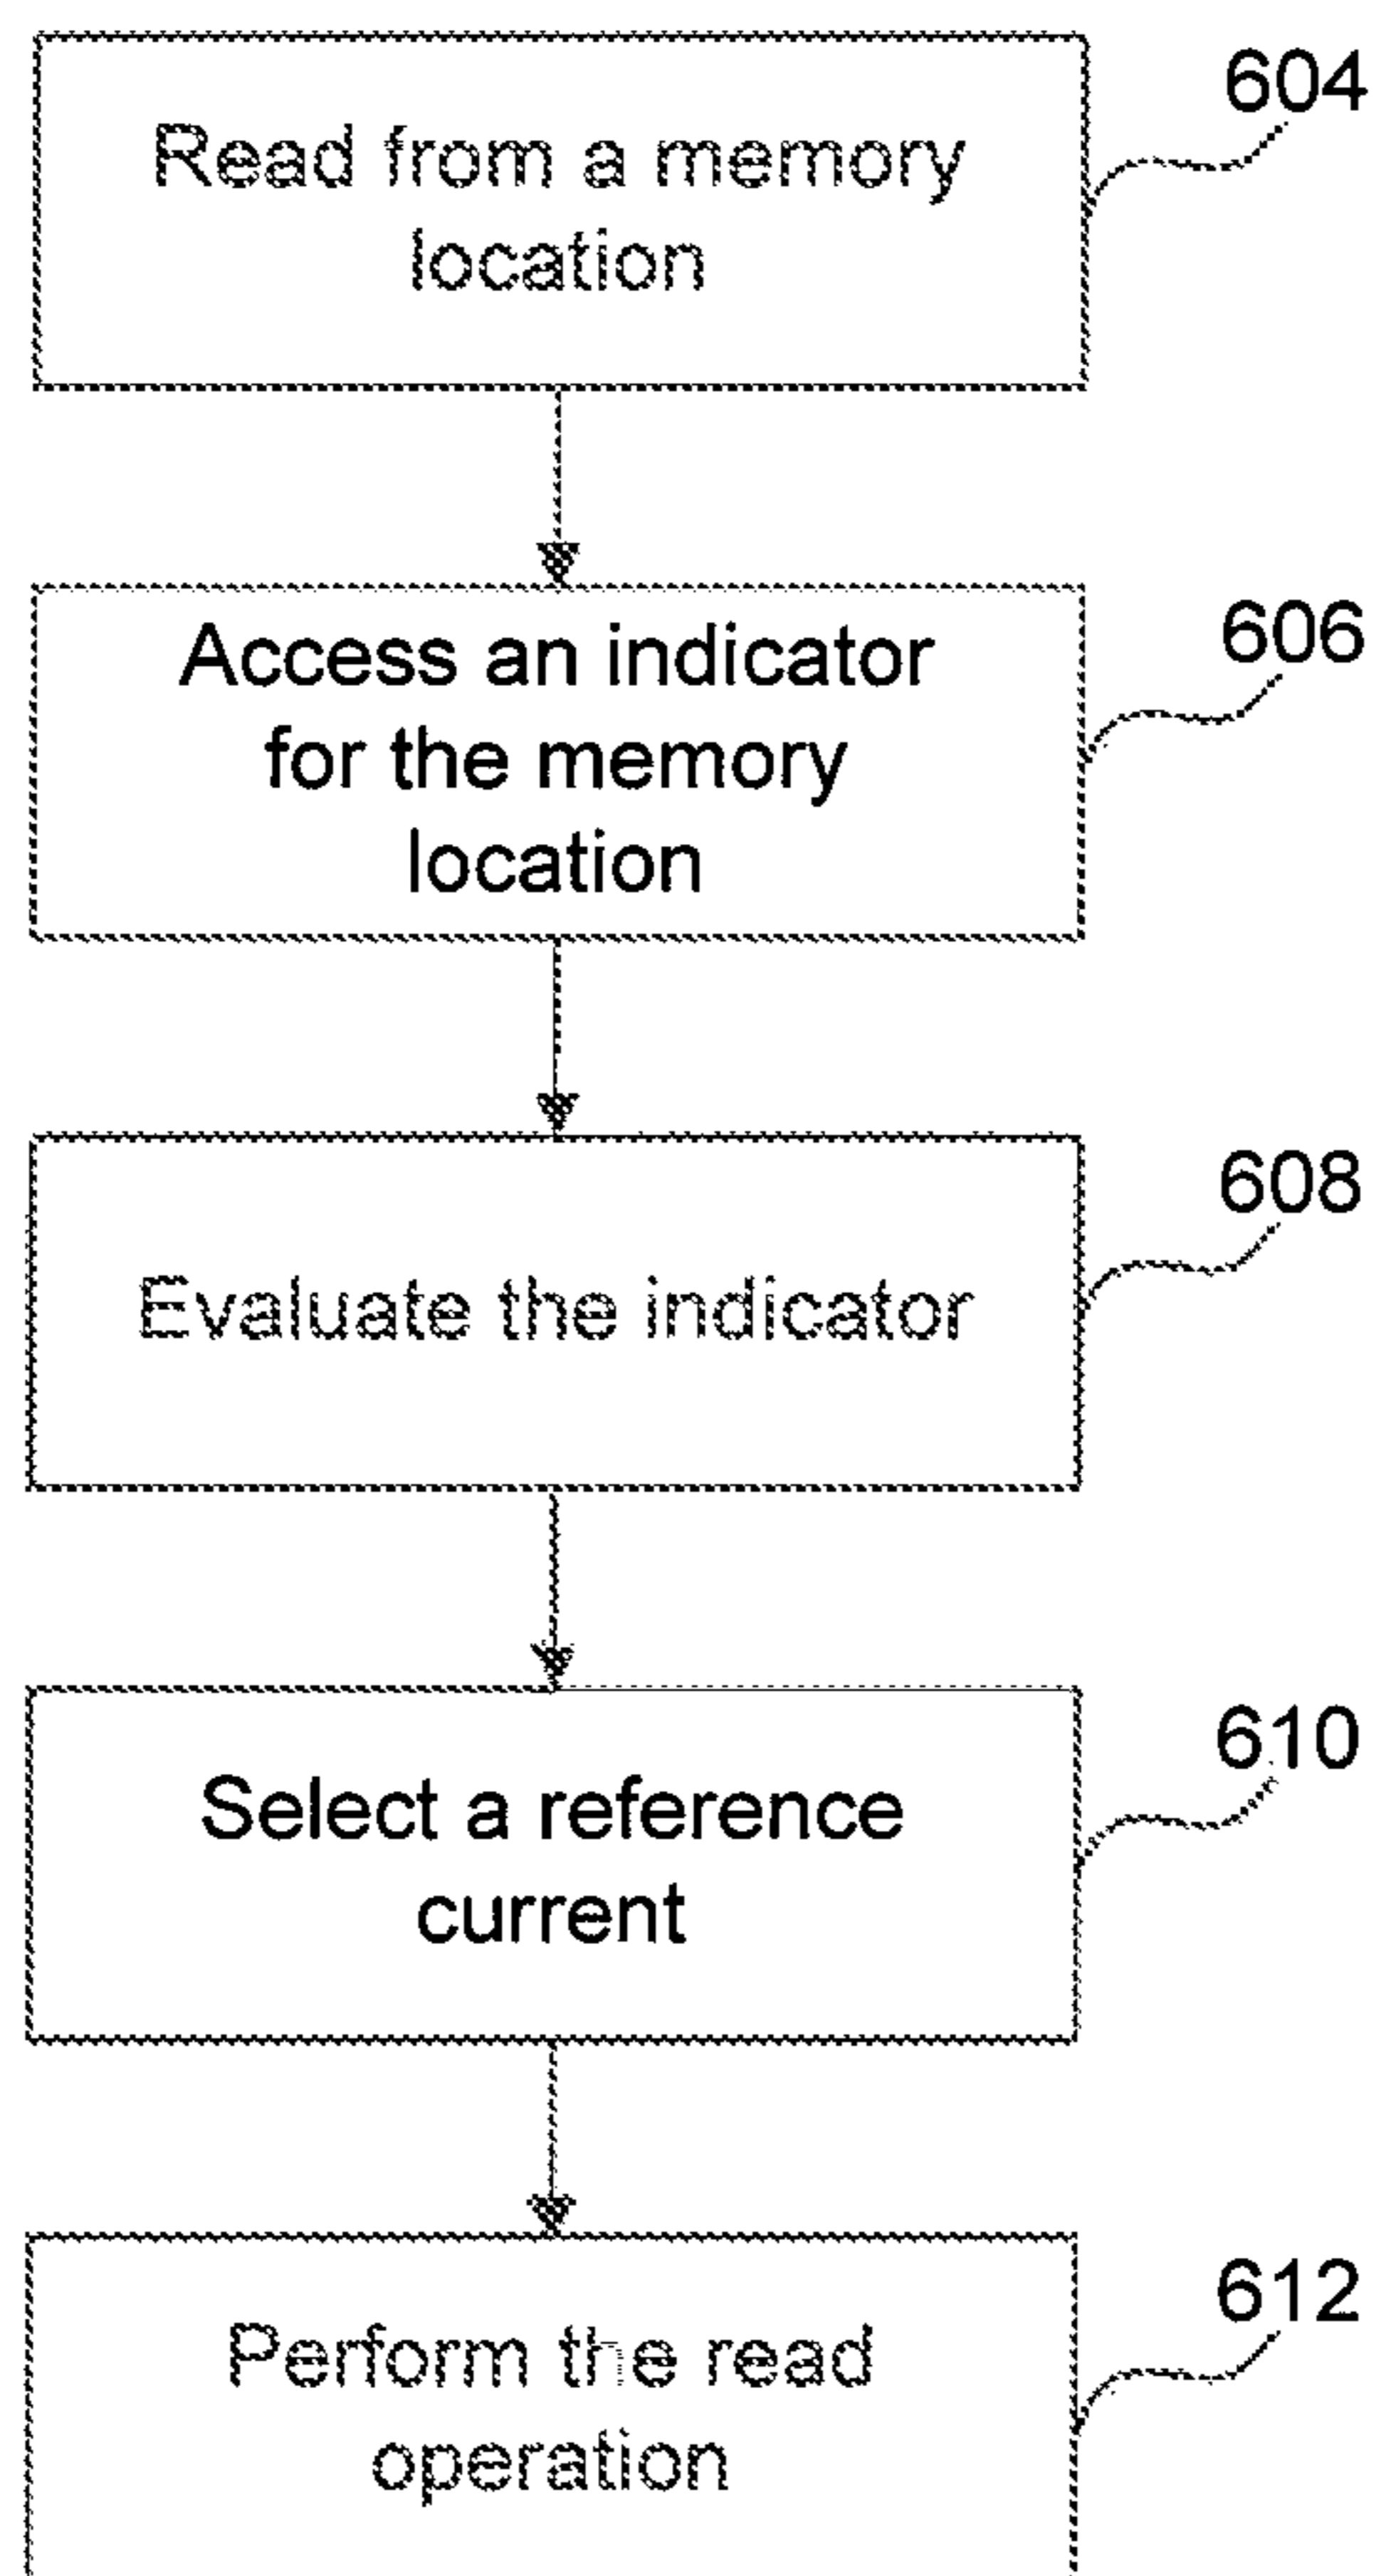 604
Read from a memory
location
606
Access an indicator
for the memory
location
608
Evaluate the indicator
610
Select a reference
current
612
Perform the read
operation